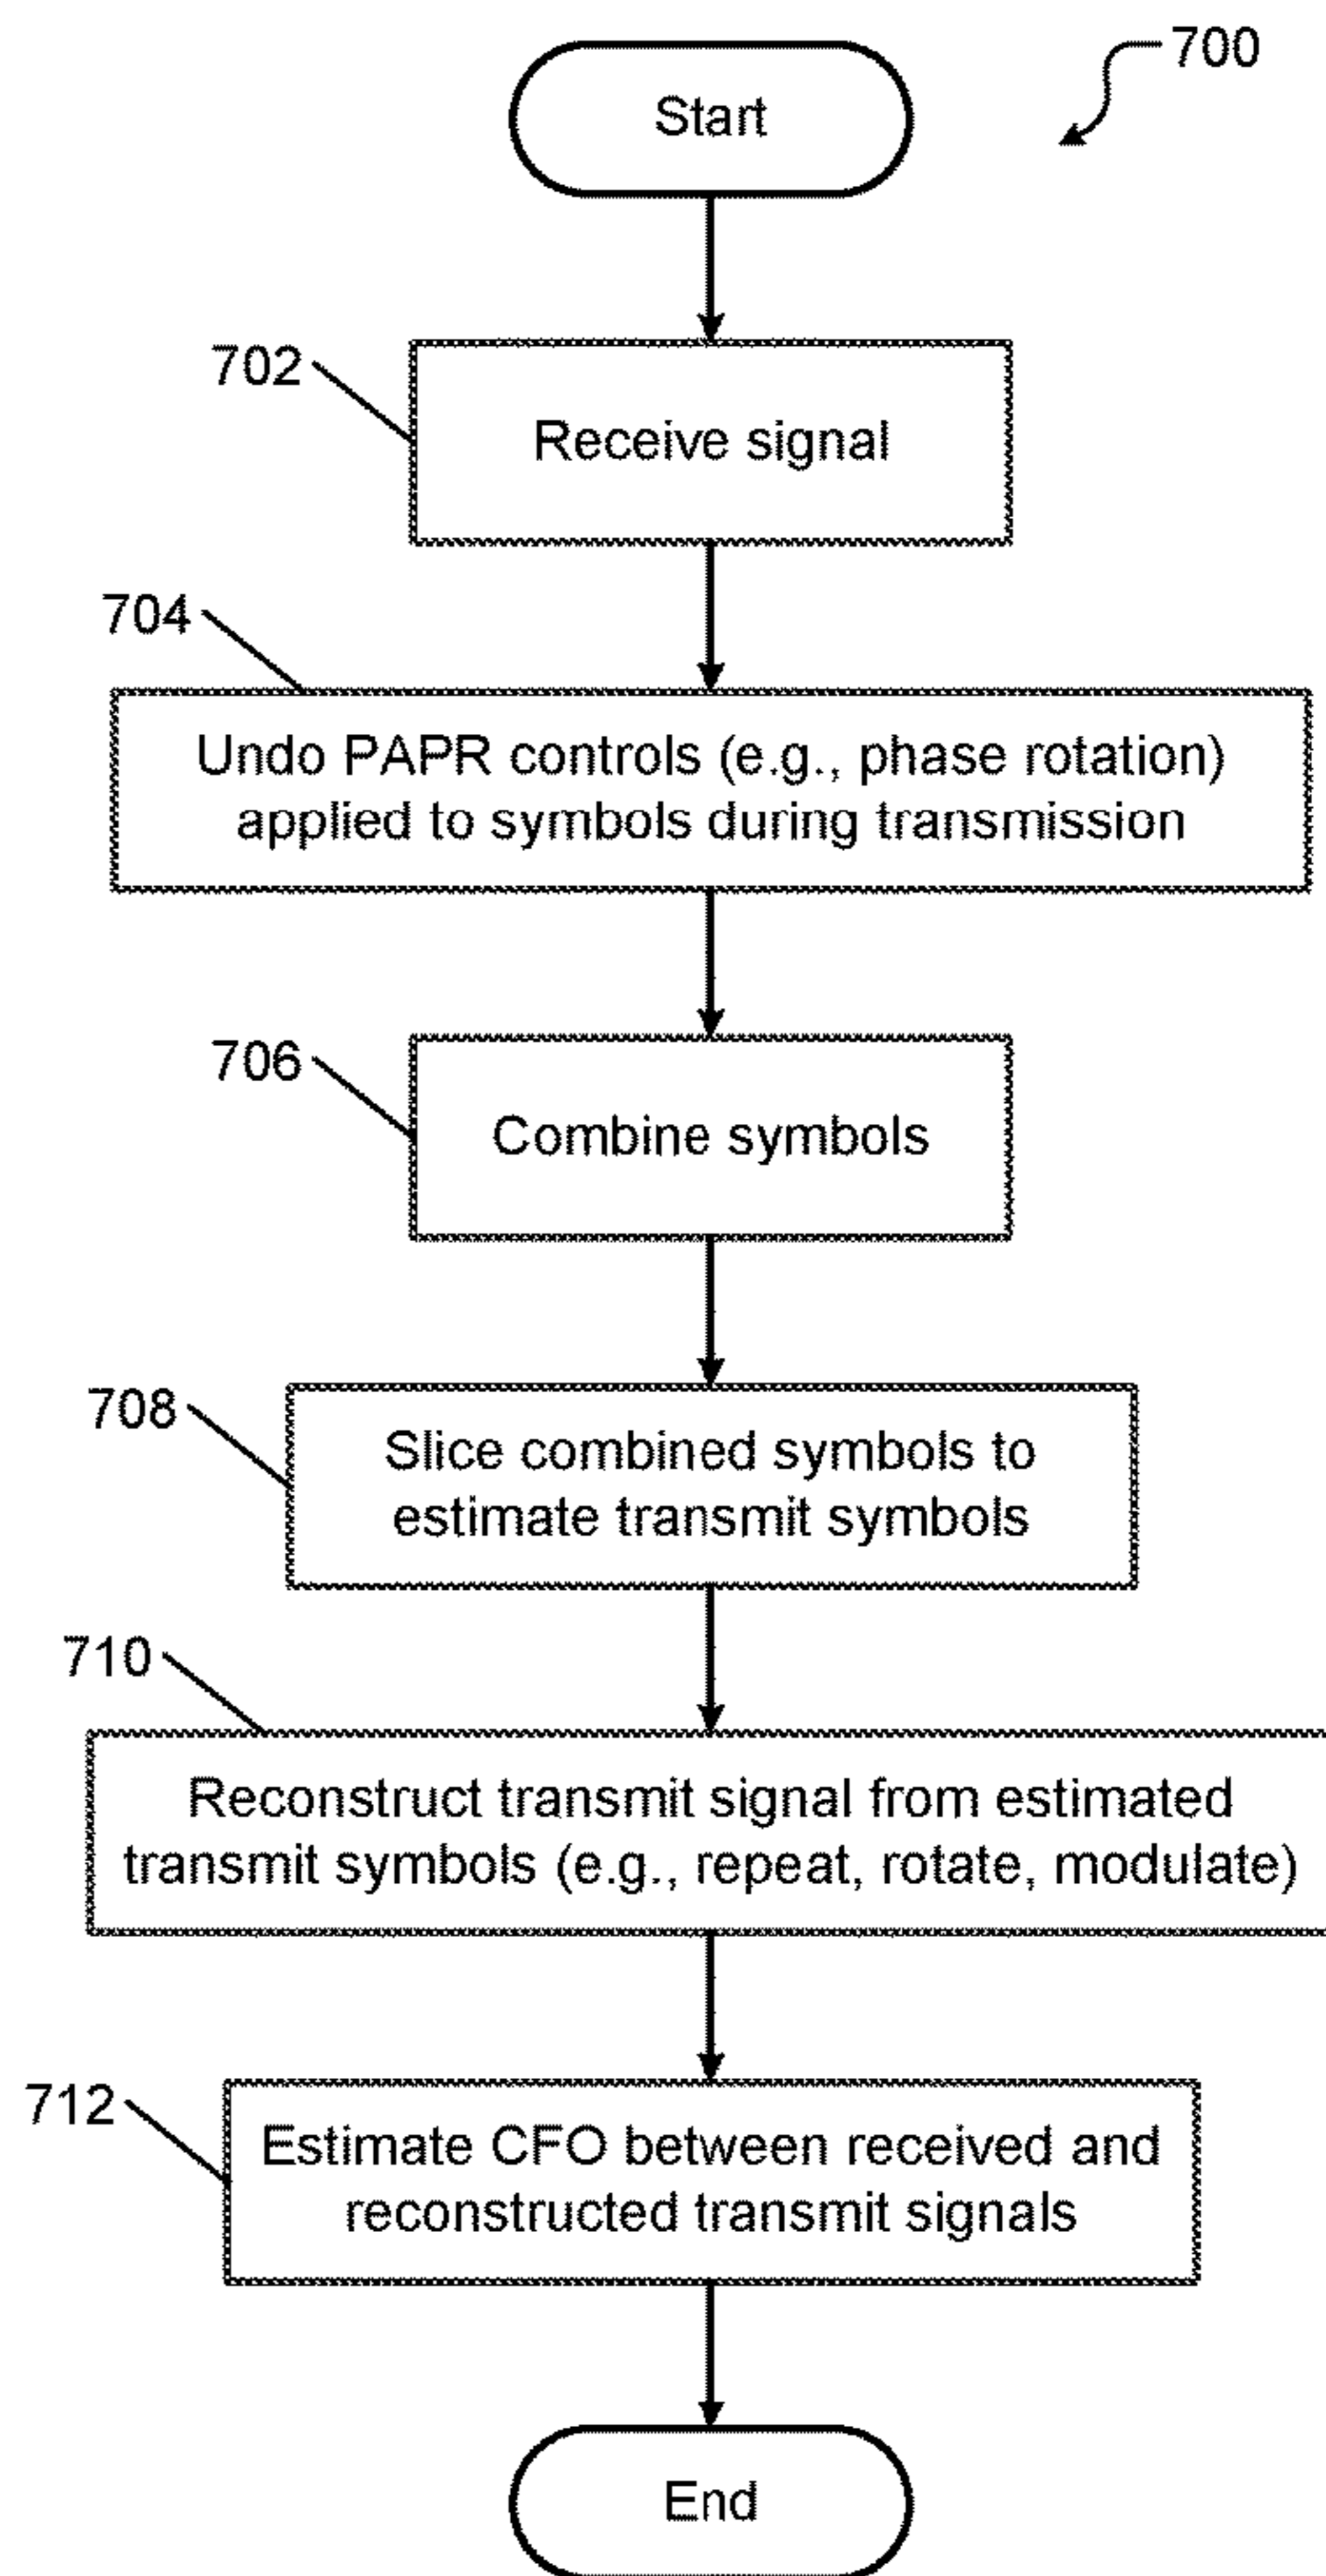 700
Start
702
Receive signal
704
Undo PAPR controls (e.g., phase rotation)
applied to symbols during transmission
706
Combine symbols
708
Slice combined symbols to
estimate transmit symbols
710
Reconstruct transmit signal from estimated
transmit symbols (e.g., repeat, rotate, modulate)
712
Estimate CFO between received and
reconstructed transmit signals
End